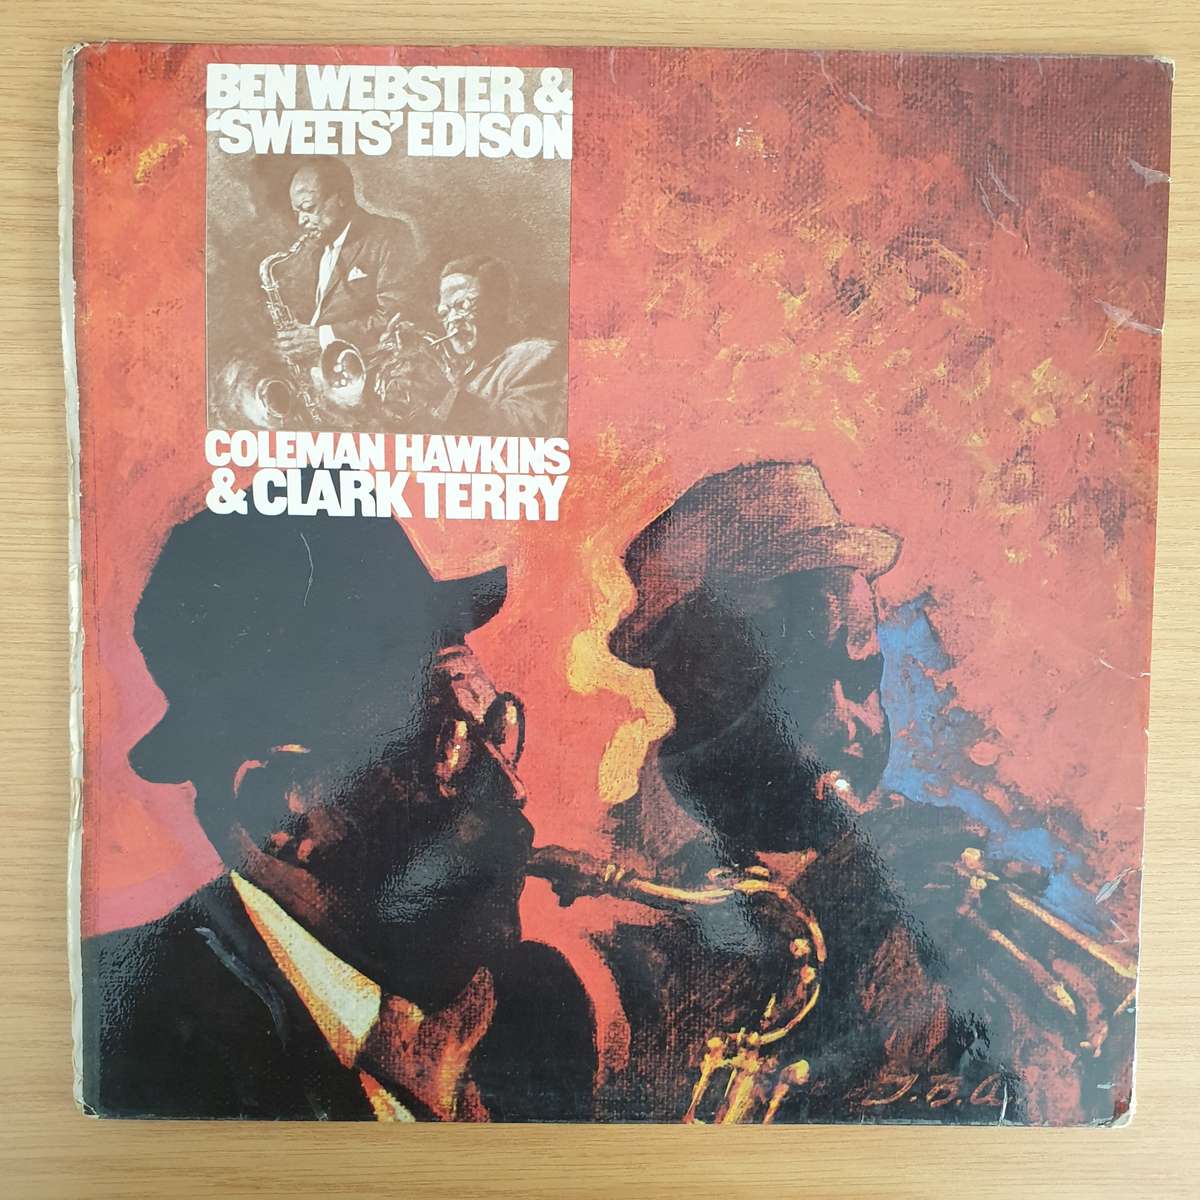 BEN WEBSTER &
'SWEETS' EDISON
COLEMAN HAWKINS
& CLARK TERRY